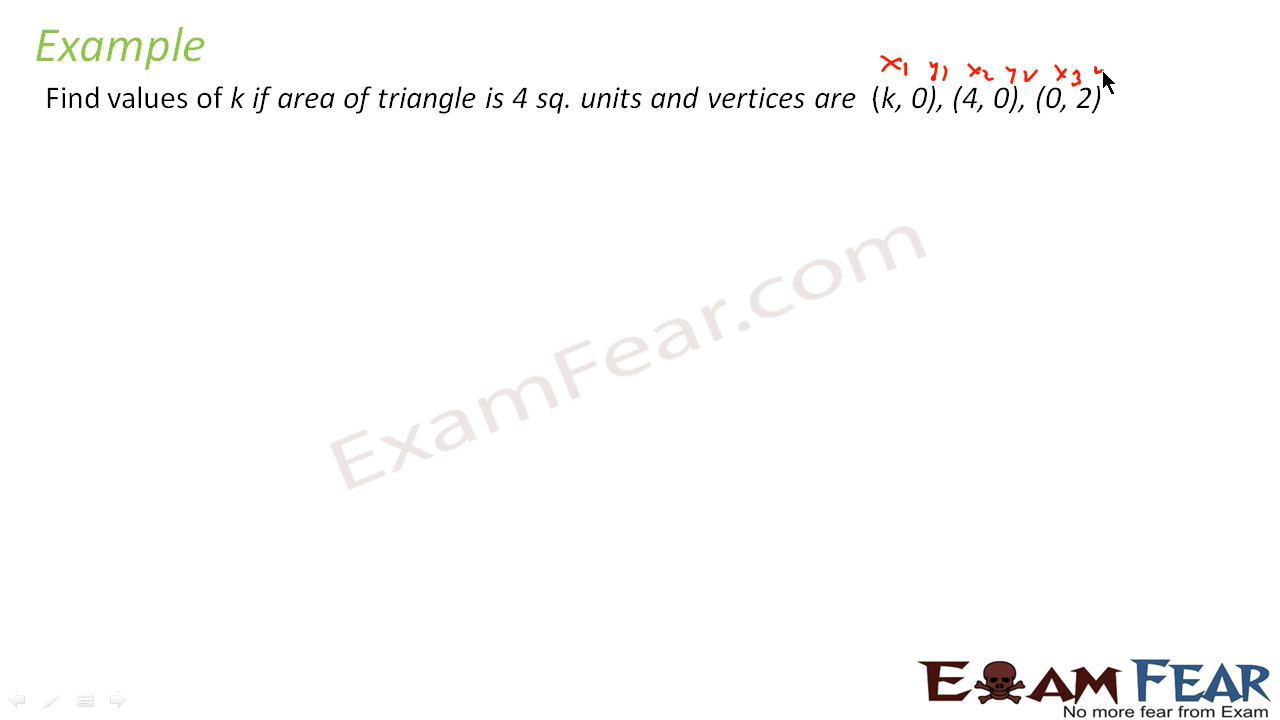 Example
x1 y1 x2 y2 x3
Find values of k if area of triangle is 4 sq. units and vertices are (k, 0), (4, 0), (0, 2)
ExamFear.com
EXAM FEAR
No more fear from Exam